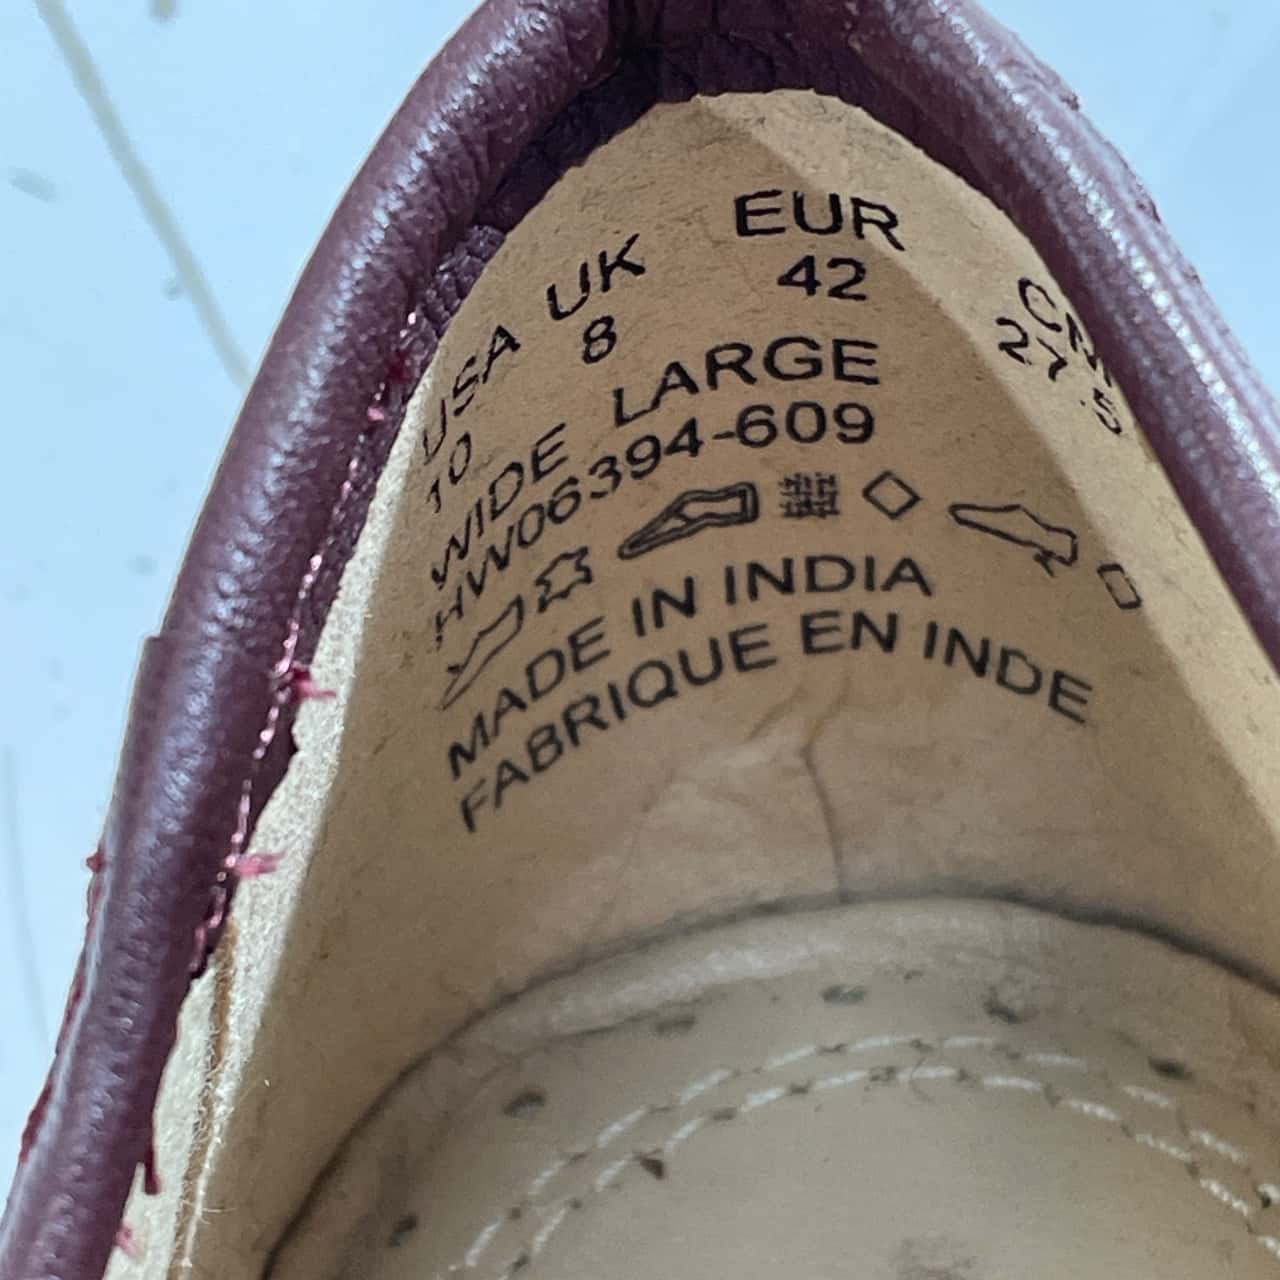 USA UK EUR CM
10 8 42 27.5
WIDE LARGE
HW06394-609
MADE IN INDIA
FABRIQUE EN INDE